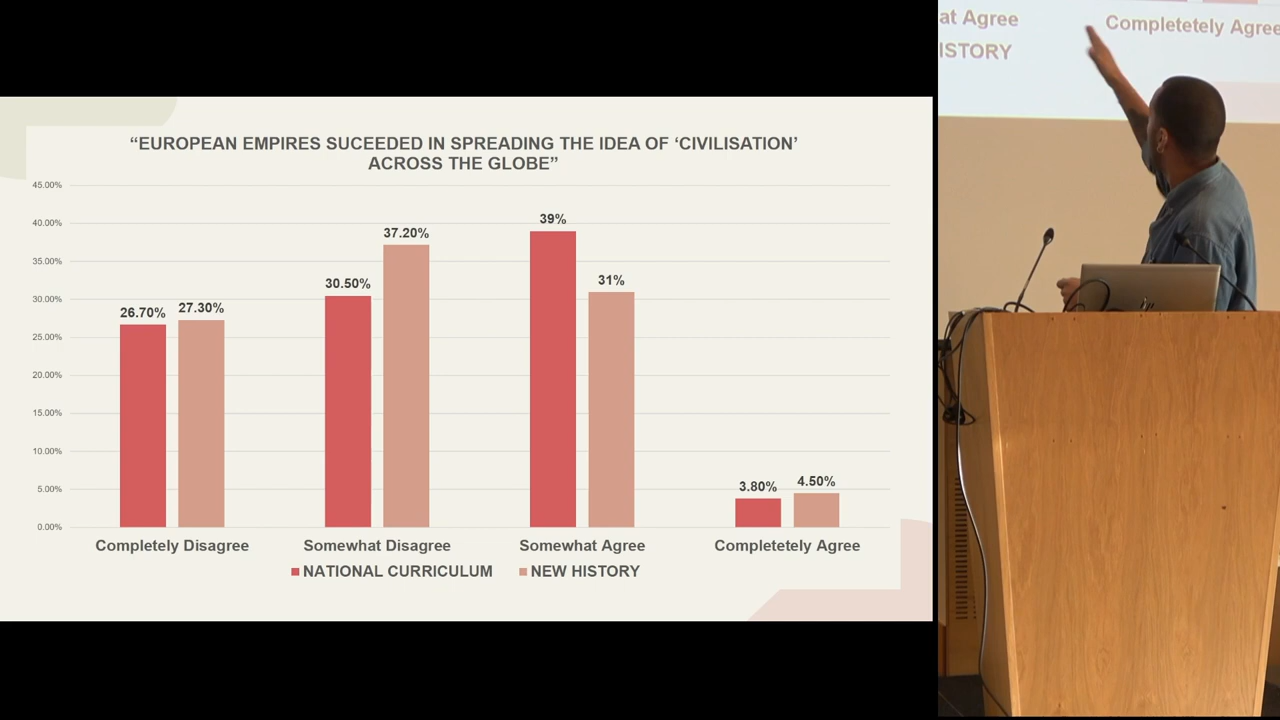 “EUROPEAN EMPIRES SUCEEDED IN SPREADING THE IDEA OF ‘CIVILISATION’
ACROSS THE GLOBE”
45.00%
40.00%
35.00%
30.00%
25.00%
20.00%
15.00%
10.00%
5.00%
0.00%
26.70%
27.30%
30.50%
37.20%
39%
31%
3.80%
4.50%
Completely Disagree
Somewhat Disagree
Somewhat Agree
Completetely Agree
NATIONAL CURRICULUM
NEW HISTORY
at Agree
Completetely Agree
ISTORY